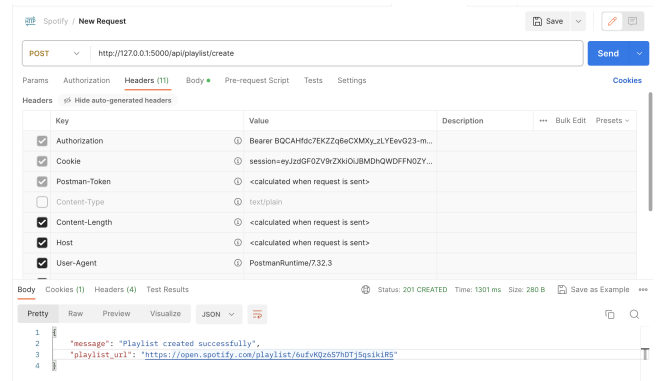 Spotify / New Request
Save
POST http://127.0.0.1:5000/api/playlist/create Send
Params Authorization Headers (11) Body Pre-request Script Tests Settings Cookies
Headers Hide auto-generated headers
Key Value Description Bulk Edit Presets
Authorization Bearer BQCAHfdc7EKZZq6eCXMXy_zLYEevG23-m...
Cookie session=eyJzdGF0ZV9rZXkiOiJBMDhQWDFFN0ZY...
Postman-Token <calculated when request is sent>
Content-Type text/plain
Content-Length <calculated when request is sent>
Host <calculated when request is sent>
User-Agent PostmanRuntime/7.32.3
Body Cookies (1) Headers (4) Test Results Status: 201 CREATED Time: 1301 ms Size: 280 B Save as Example
Pretty Raw Preview Visualize JSON
1 {
2 "message": "Playlist created successfully",
3 "playlist_url": "https://open.spotify.com/playlist/6ufvKQz6S7hDTj5qsikiRS"
4 }